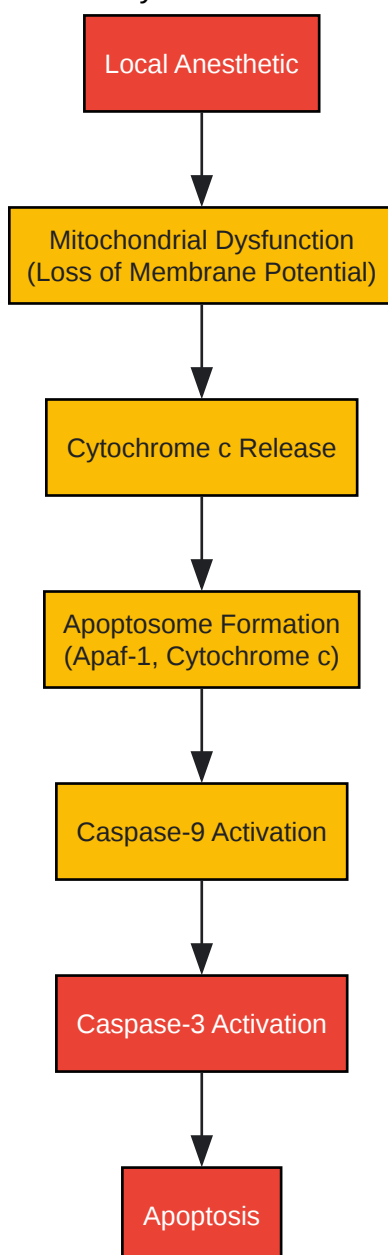 Local Anesthetic
Mitochondrial Dysfunction
(Loss of Membrane Potential)
Cytochrome c Release
Apoptosome Formation
(Apaf-1, Cytochrome c)
Caspase-9 Activation
Caspase-3 Activation
Apoptosis